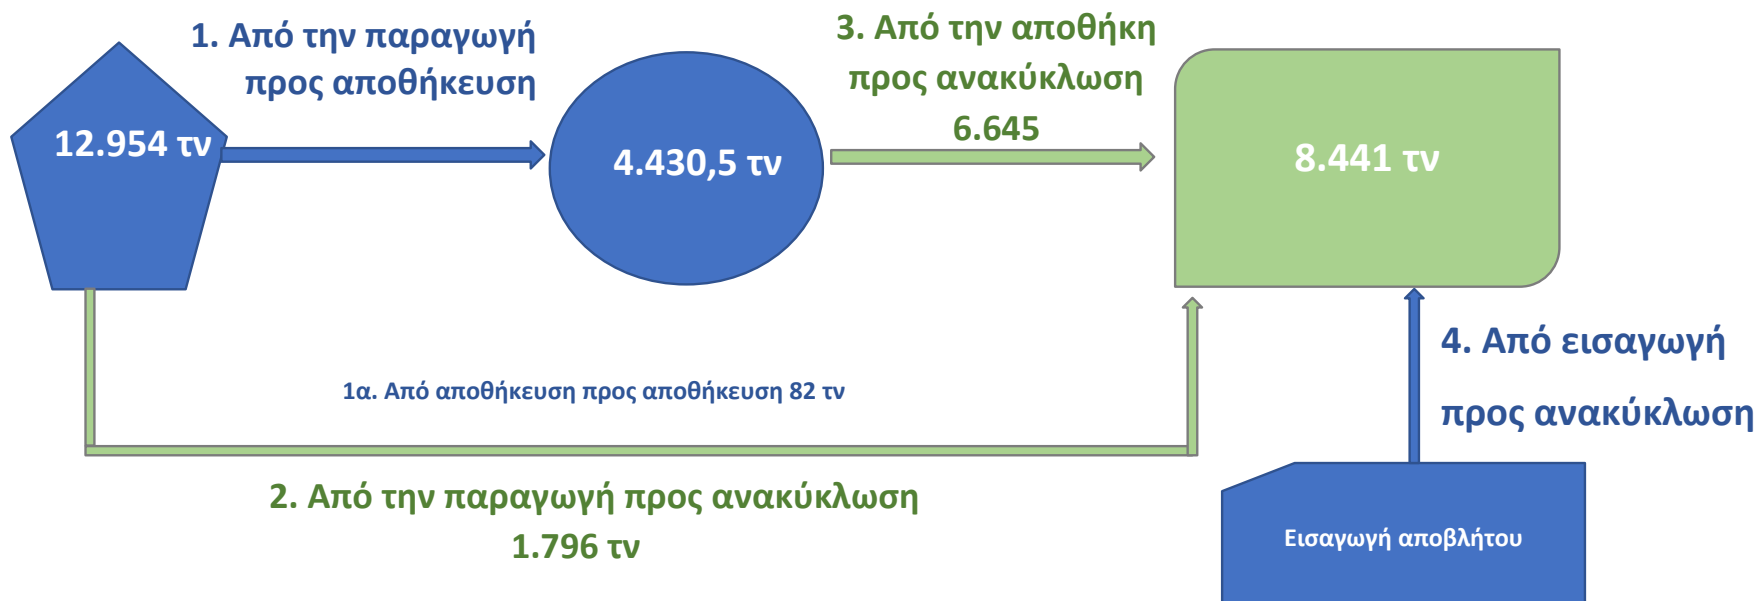 1. Από την παραγωγή
προς αποθήκευση
3. Από την αποθήκη
προς ανακύκλωση
6.645
12.954 τν
4.430,5 τν
8.441 τν
4. Από εισαγωγή
προς ανακύκλωση
1α. Από αποθήκευση προς αποθήκευση 82 τν
2. Από την παραγωγή προς ανακύκλωση
1.796 τν
Εισαγωγή αποβλήτου